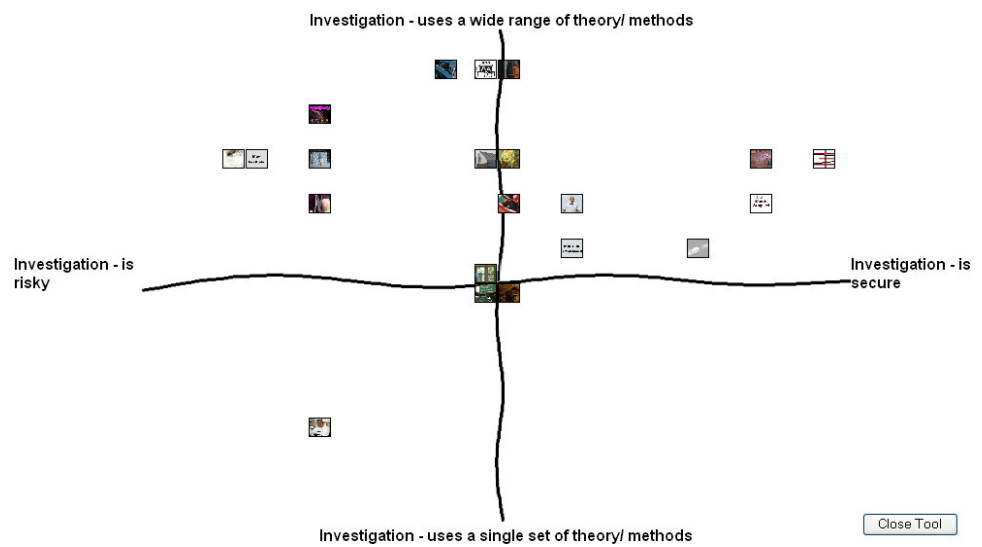 Investigation - uses a wide range of theory/ methods
Investigation - is
risky
Investigation - is
secure
Investigation - uses a single set of theory/ methods
Close Tool